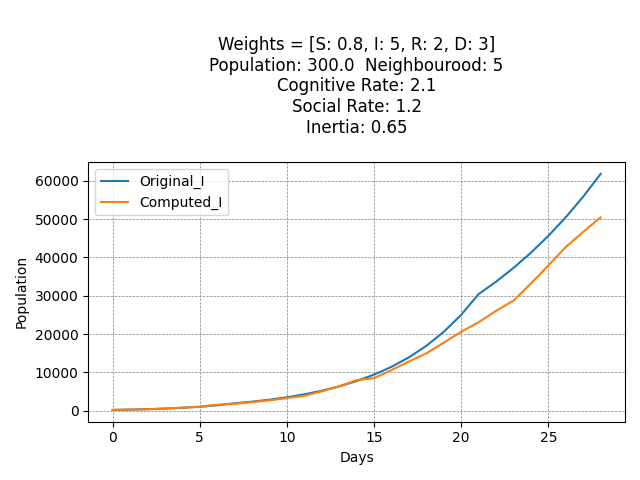 Weights = [S: 0.8, I: 5, R: 2, D: 3]
Population: 300.0  Neighbourood: 5
Cognitive Rate: 2.1
Social Rate: 1.2
Inertia: 0.65
Original_I
Computed_I
60000
50000
40000
30000
20000
10000
0
Population
0 5 10 15 20 25
Days